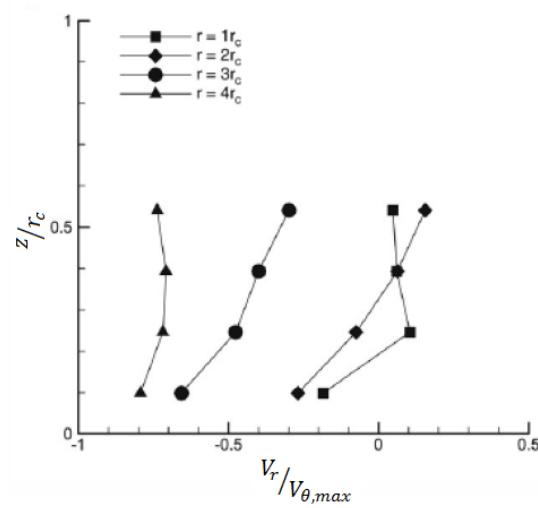 1
r = 1r_c
r = 2r_c
r = 3r_c
r = 4r_c
0.5
z/r_c
0
-1
-0.5
0
0.5
V_r/V_θ,max